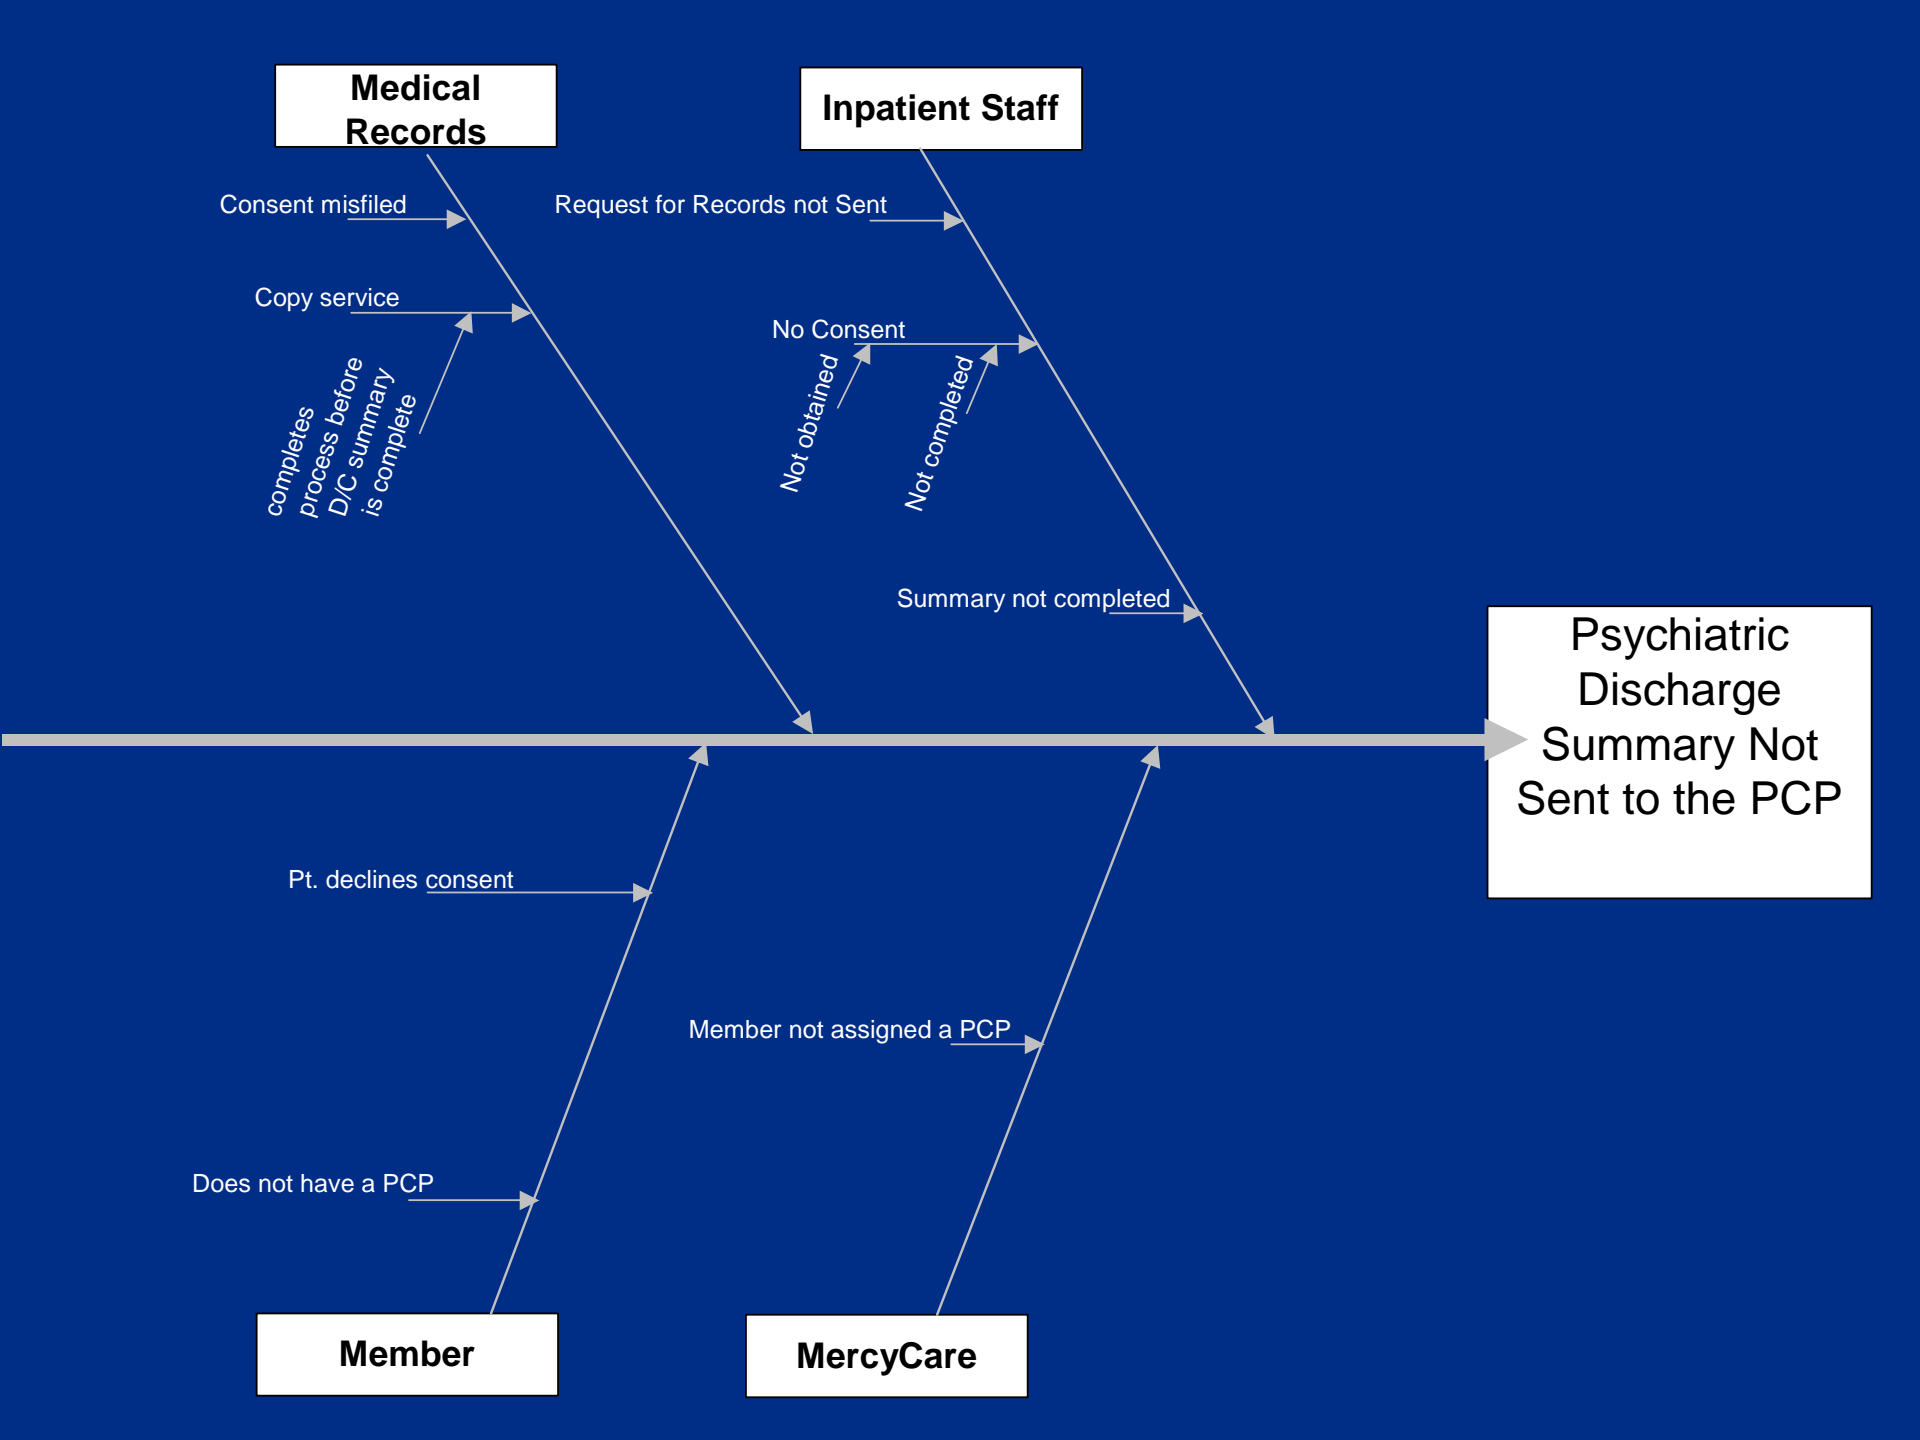 Medical
Records
Inpatient Staff
Consent misfiled
Request for Records not Sent
Copy service
No Consent
completes
process before
D/C summary
is complete
Not obtained
Not completed
Summary not completed
Psychiatric
Discharge
Summary Not
Sent to the PCP
Pt. declines consent
Member not assigned a PCP
Does not have a PCP
Member
MercyCare